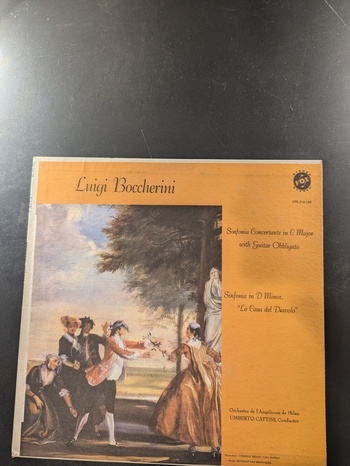 Luigi Boccherini
VOX
Sinfonia Concertante in C Major
with Guitar Obbligato
Sinfonia in D Minor,
"La Casa del Diavolo"
Orchestra de l'Angelicum de Milan
UMBERTO CATTINI, Conductor